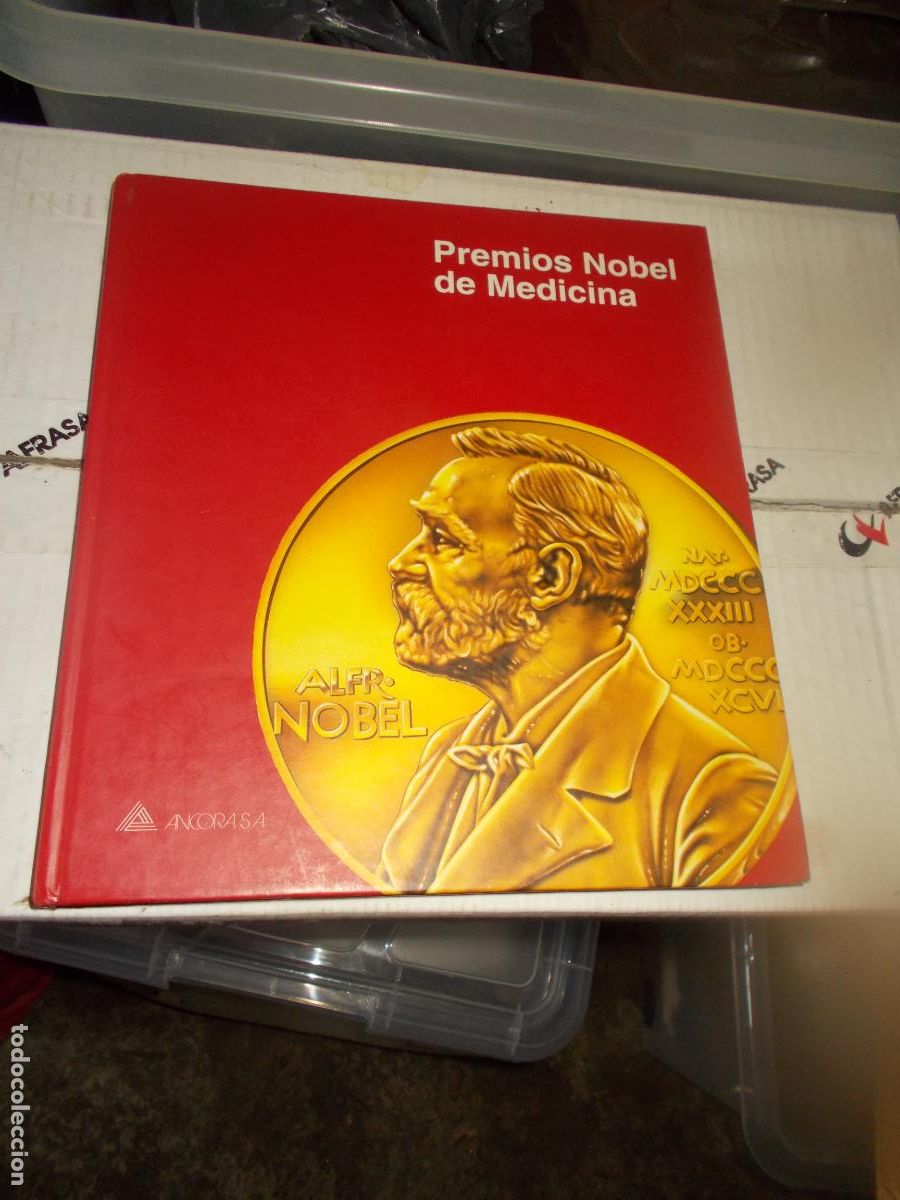 Premios Nobel
de Medicina
AFRASA
ALFR·
NOBEL
NAT·
MDCCC
XXXIII
OB·
MDCCC
XCVI
ANCORA S.A.
todocoleccion